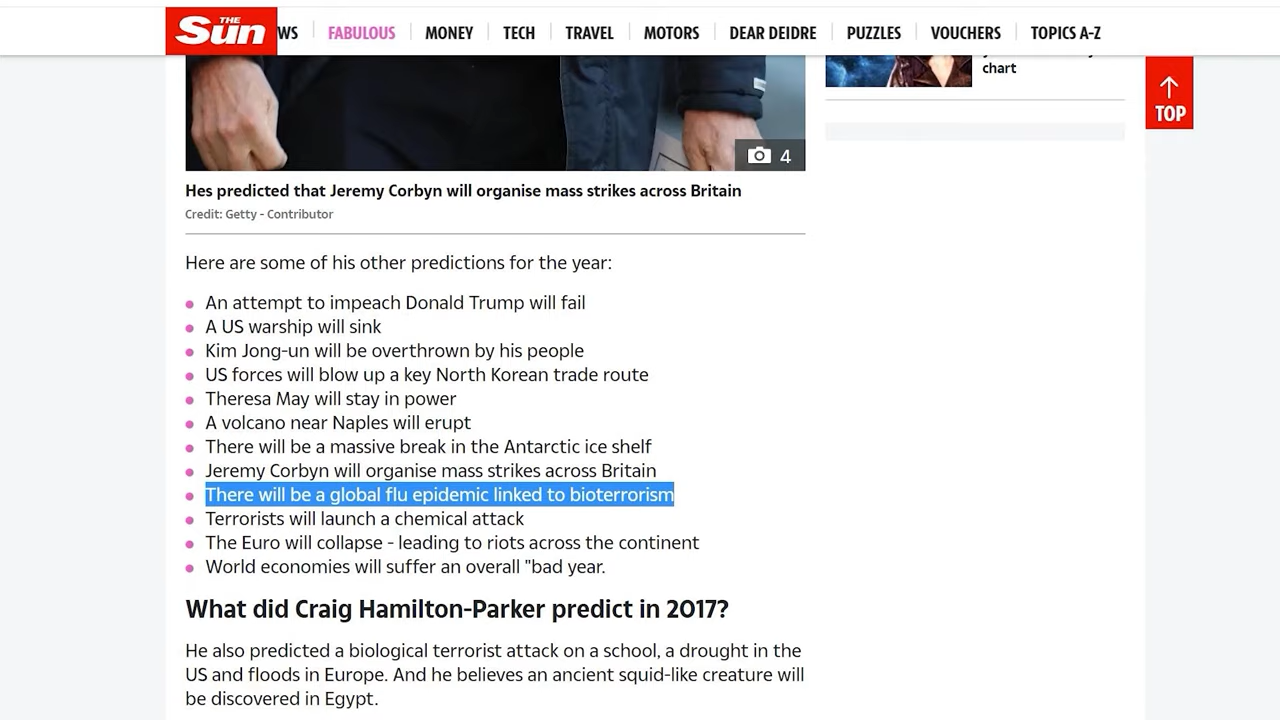 THE
Sun
WS
FABULOUS
MONEY
TECH
TRAVEL
MOTORS
DEAR DEIDRE
PUZZLES
VOUCHERS
TOPICS A-Z
chart
TOP
4
Hes predicted that Jeremy Corbyn will organise mass strikes across Britain
Credit: Getty - Contributor
Here are some of his other predictions for the year:
An attempt to impeach Donald Trump will fail
A US warship will sink
Kim Jong-un will be overthrown by his people
US forces will blow up a key North Korean trade route
Theresa May will stay in power
A volcano near Naples will erupt
There will be a massive break in the Antarctic ice shelf
Jeremy Corbyn will organise mass strikes across Britain
There will be a global flu epidemic linked to bioterrorism
Terrorists will launch a chemical attack
The Euro will collapse - leading to riots across the continent
World economies will suffer an overall "bad year.
What did Craig Hamilton-Parker predict in 2017?
He also predicted a biological terrorist attack on a school, a drought in the
US and floods in Europe. And he believes an ancient squid-like creature will
be discovered in Egypt.